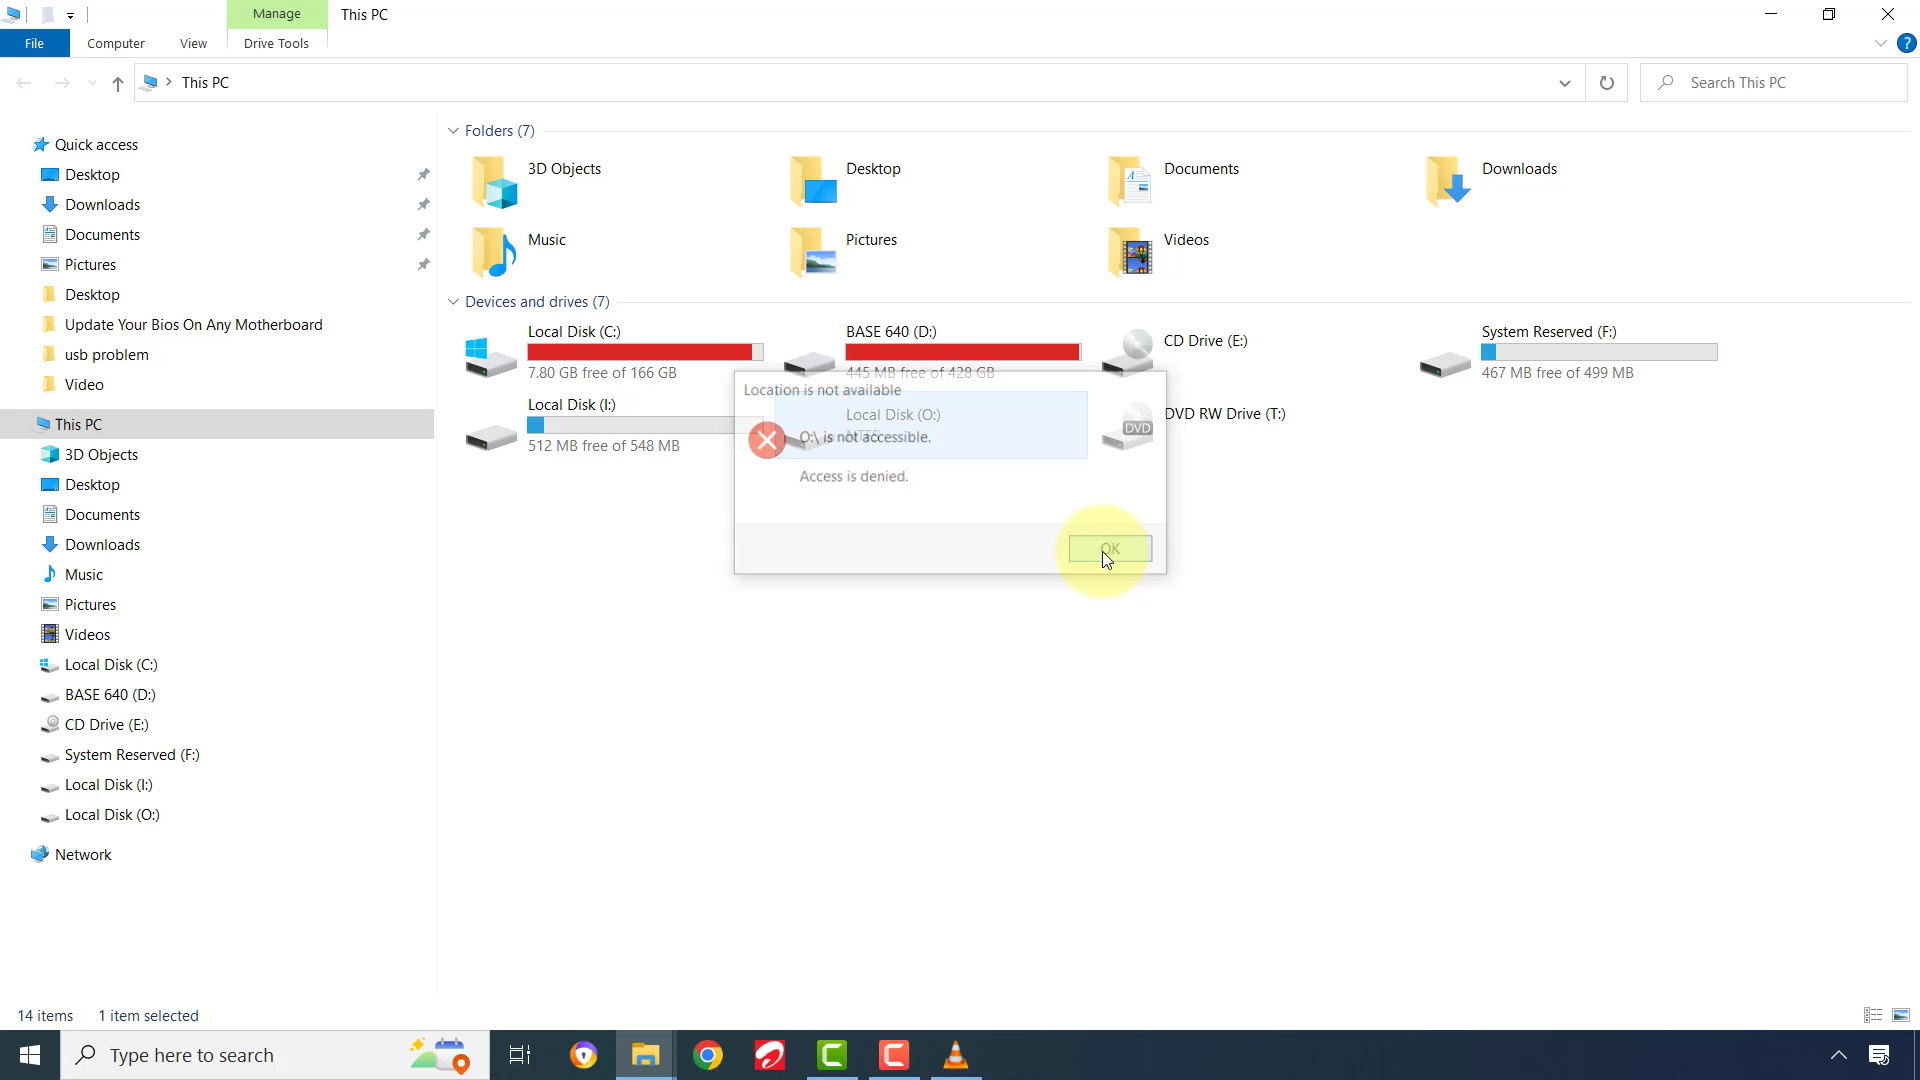 Manage
This PC
File
Computer
View
Drive Tools
This PC
Search This PC
Quick access
Desktop
Downloads
Documents
Pictures
Desktop
Update Your Bios On Any Motherboard
usb problem
Video
This PC
3D Objects
Desktop
Documents
Downloads
Music
Pictures
Videos
Local Disk (C:)
BASE 640 (D:)
CD Drive (E:)
System Reserved (F:)
Local Disk (I:)
Local Disk (O:)
Network
Folders (7)
3D Objects
Desktop
Documents
Downloads
Music
Pictures
Videos
Devices and drives (7)
Local Disk (C:)
7.80 GB free of 166 GB
BASE 640 (D:)
445 MB free of 428 GB
CD Drive (E:)
System Reserved (F:)
467 MB free of 499 MB
Local Disk (I:)
512 MB free of 548 MB
Local Disk (O:)
NTFS
DVD RW Drive (T:)
DVD
Location is not available
O:\ is not accessible.
Access is denied.
OK
14 items
1 item selected
Type here to search